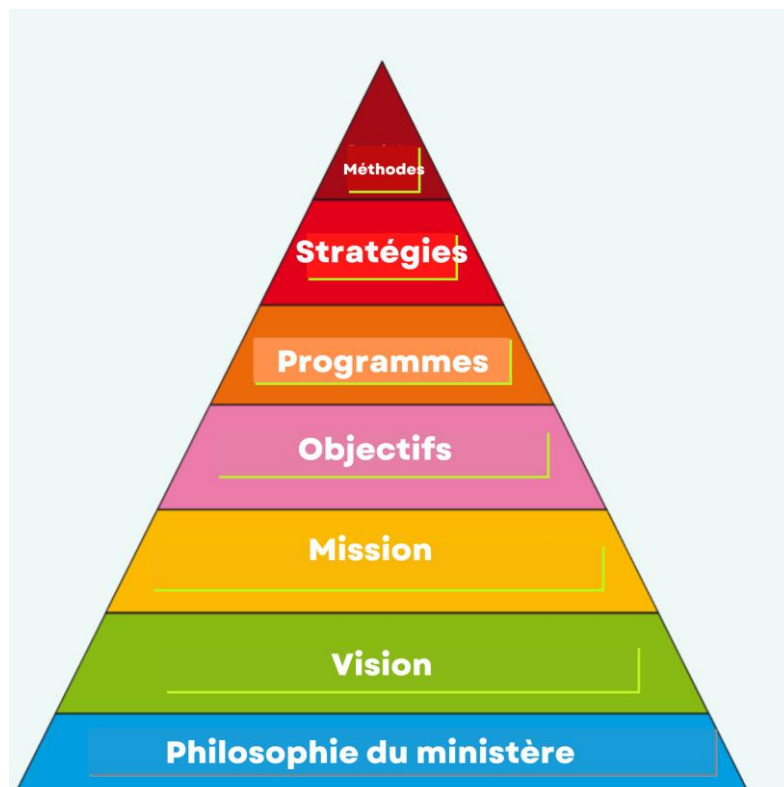 Méthodes
Stratégies
Programmes
Objectifs
Mission
Vision
Philosophie du ministère